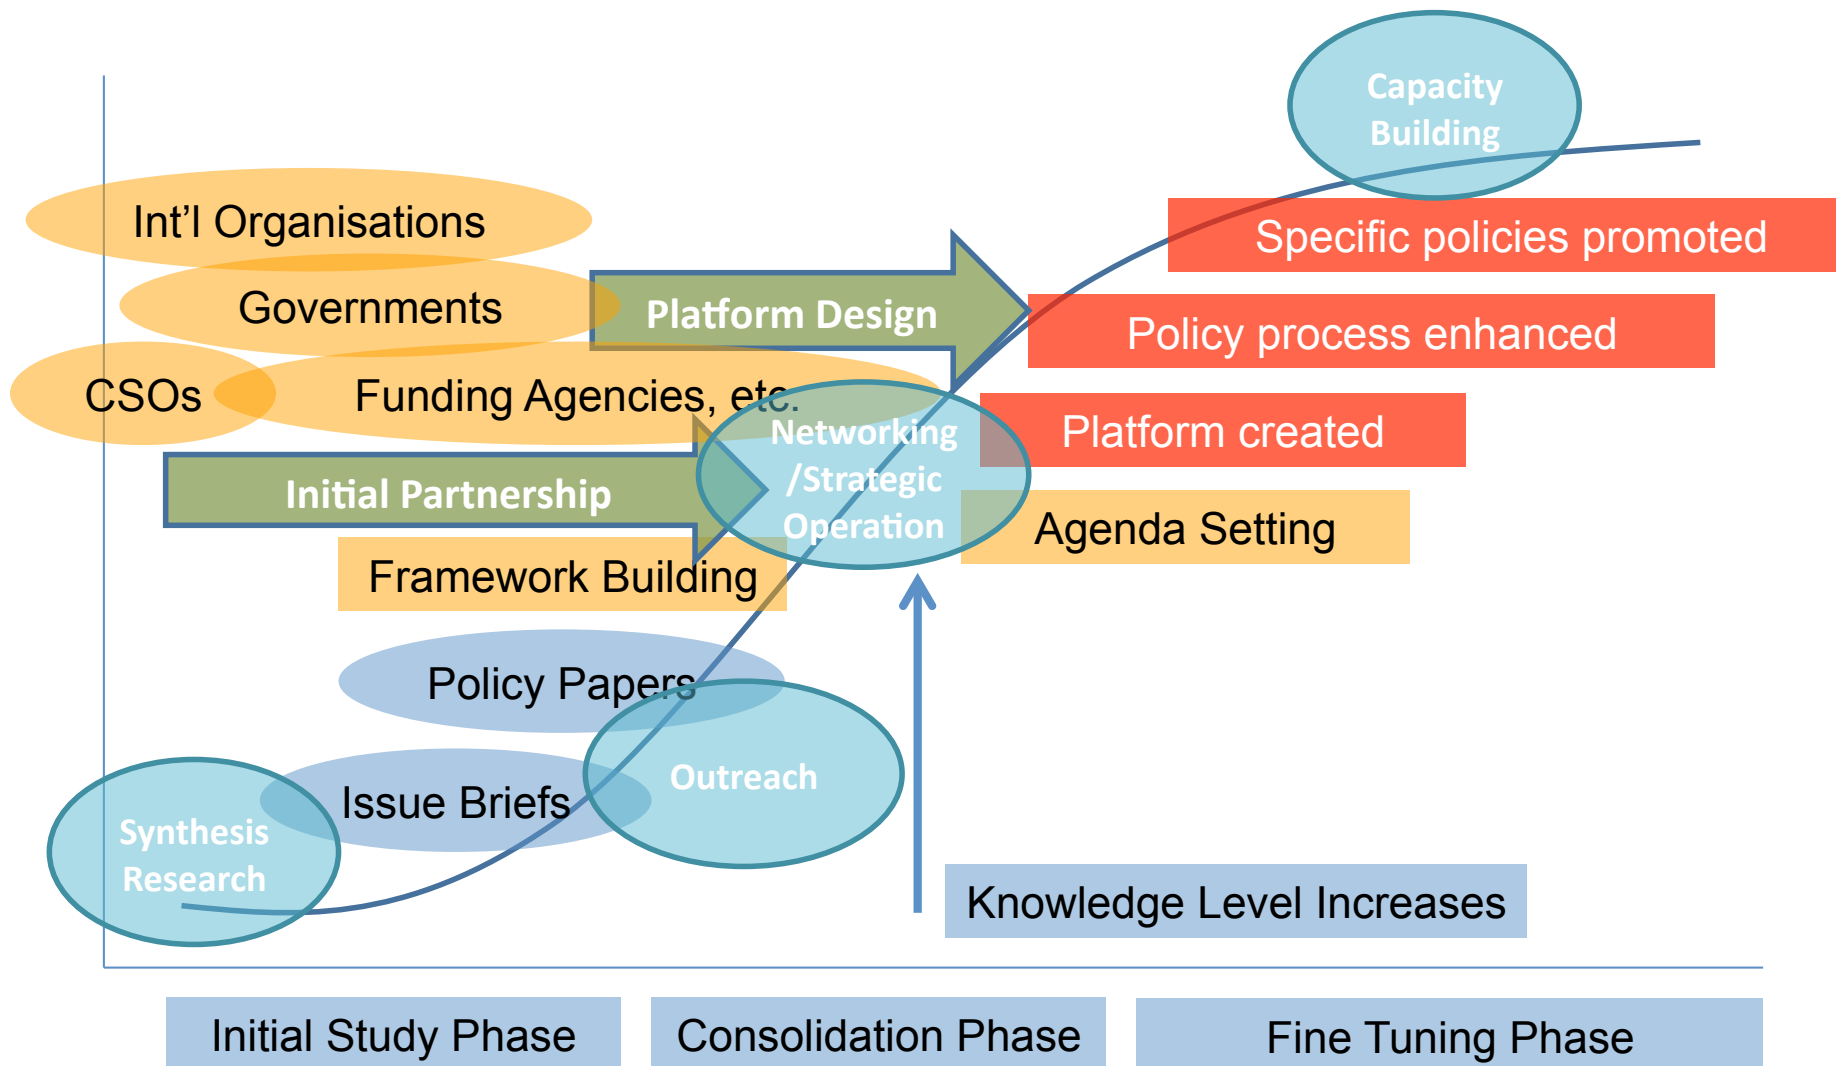 Capacity
Building
Int’l Organisations
Specific policies promoted
Governments
Platform Design
Policy process enhanced
CSOs
Funding Agencies, etc.
Platform created
Networking
/Strategic
Operation
Initial Partnership
Agenda Setting
Framework Building
Policy Papers
Outreach
Issue Briefs
Synthesis
Research
Knowledge Level Increases
Initial Study Phase
Consolidation Phase
Fine Tuning Phase